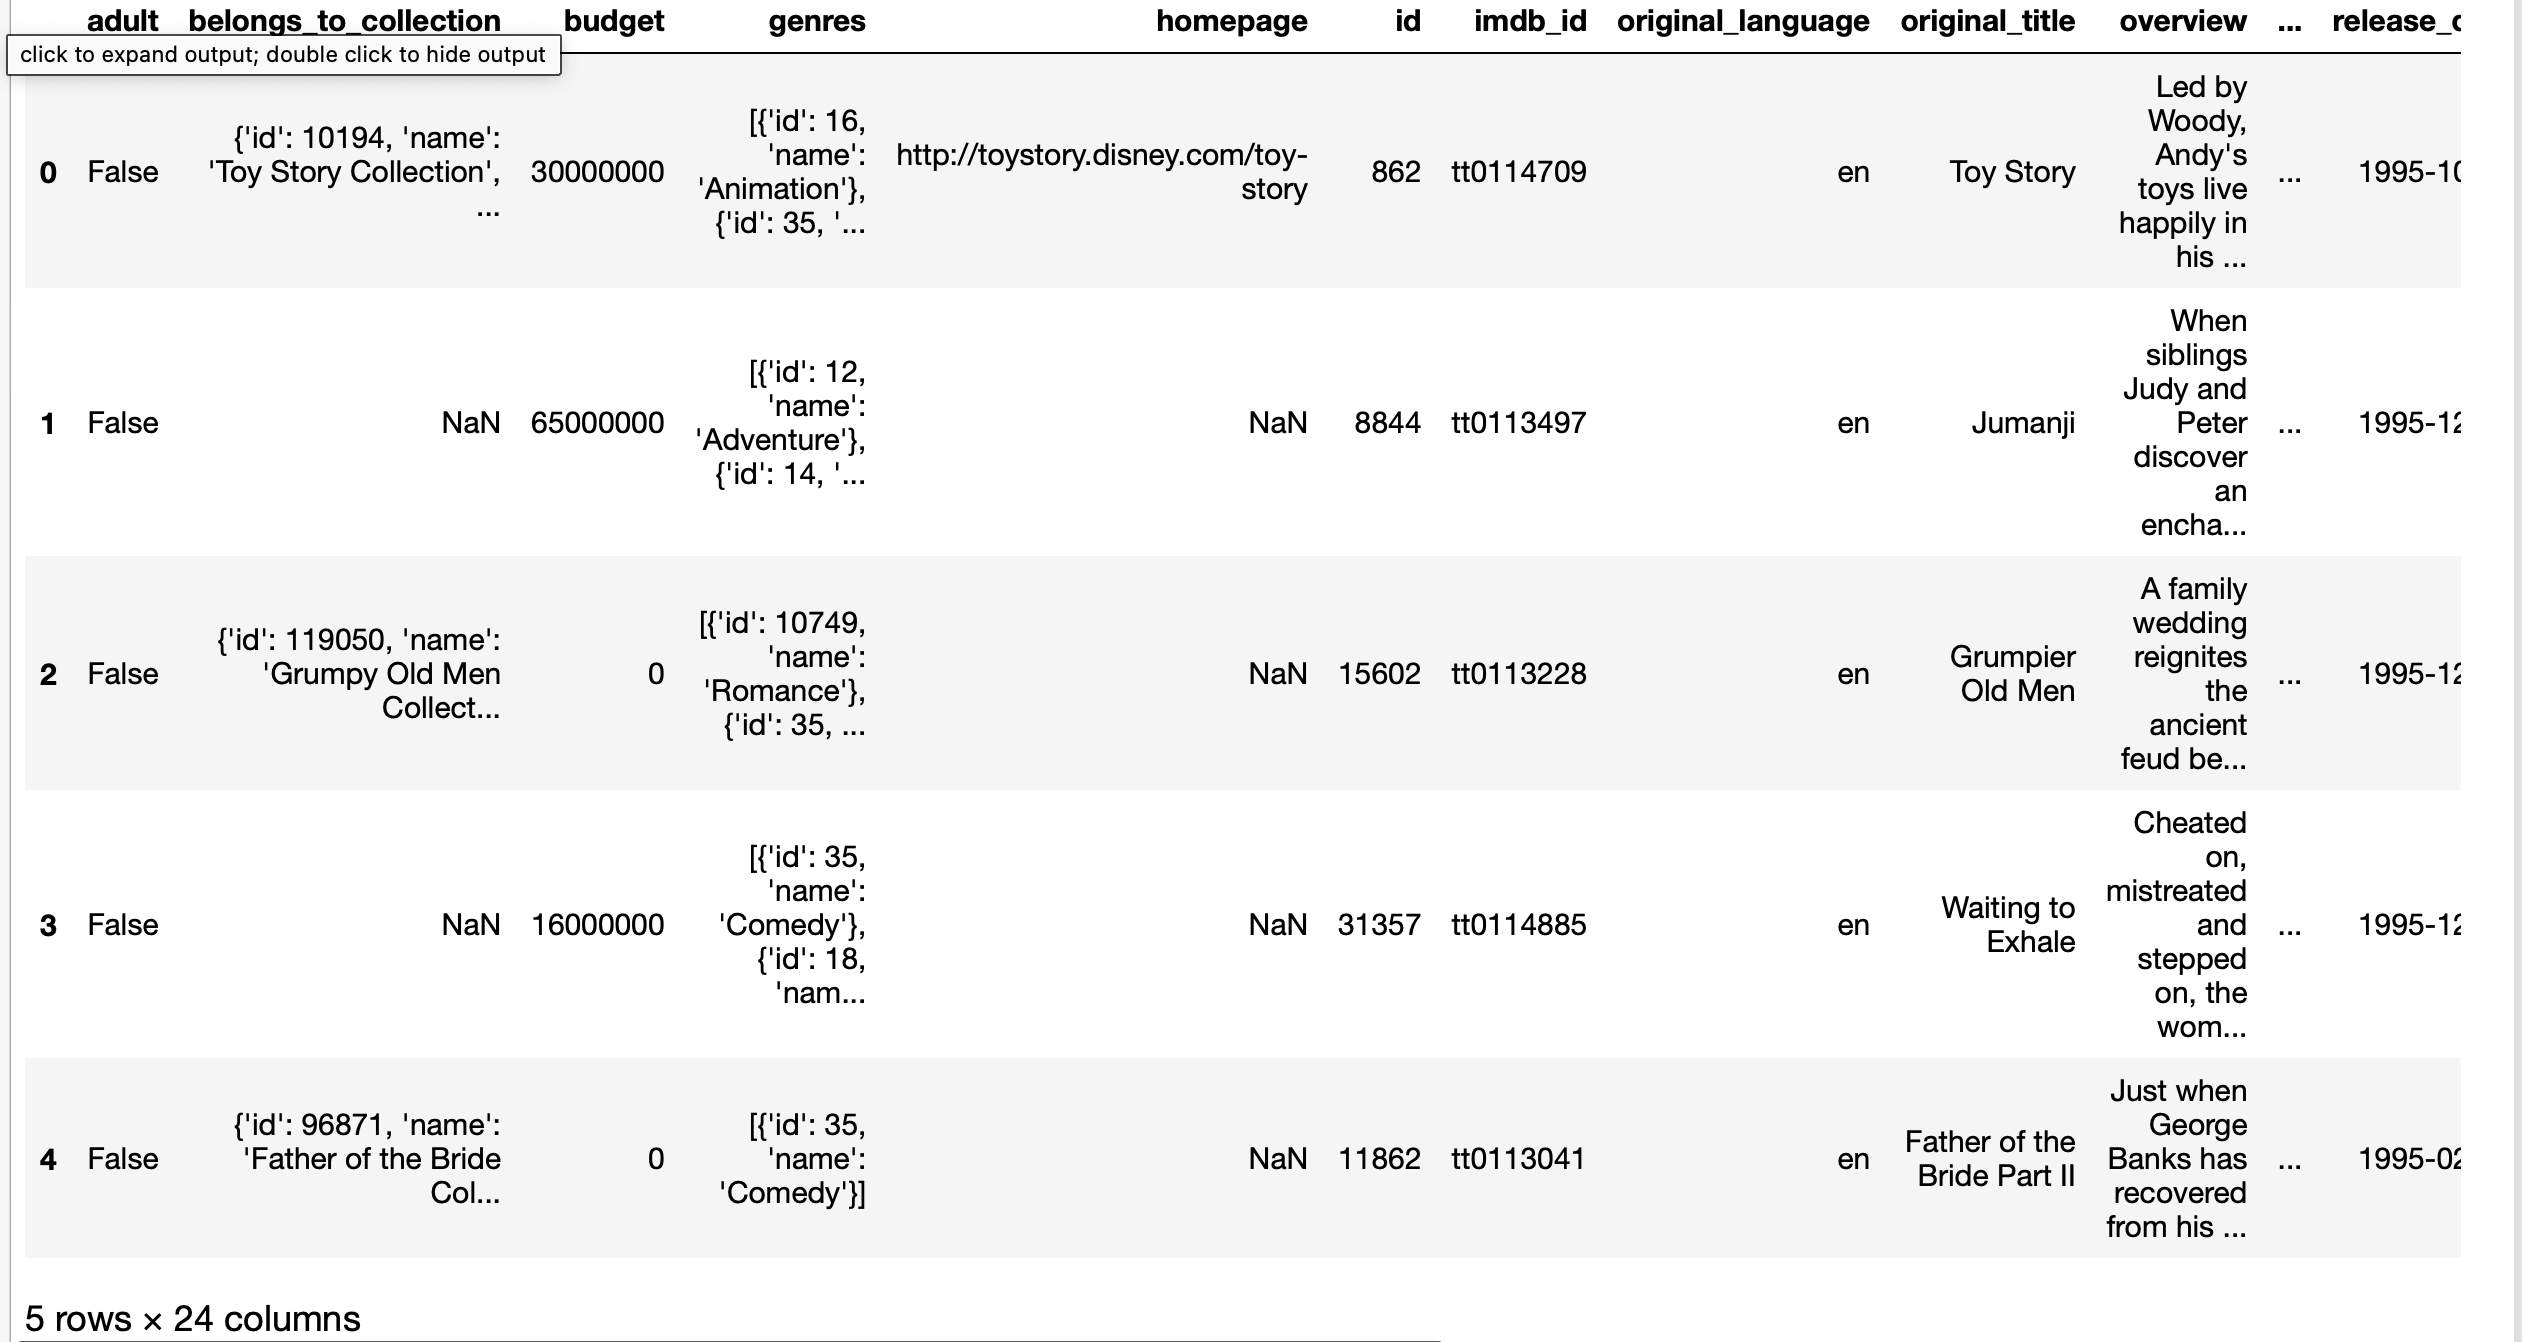 adult belongs_to_collection budget genres homepage id imdb_id original_language original_title overview ...
click to expand output; double click to hide output
0 False {'id': 10194, 'name': 'Toy Story Collection', ... 30000000 [{'id': 16, 'name': 'Animation'}, {'id': 35, '... http://toystory.disney.com/toy-story 862 tt0114709 en Toy Story Led by Woody, Andy's toys live happily in his ... ... 1995-10
1 False NaN 65000000 [{'id': 12, 'name': 'Adventure'}, {'id': 14, '... NaN 8844 tt0113497 en Jumanji When siblings Judy and Peter discover an encha... ... 1995-12
2 False {'id': 119050, 'name': 'Grumpy Old Men Collect... 0 [{'id': 10749, 'name': 'Romance'}, {'id': 35, ... NaN 15602 tt0113228 en Grumpier Old Men A family wedding reignites the ancient feud be... ... 1995-12
3 False NaN 16000000 [{'id': 35, 'name': 'Comedy'}, {'id': 18, 'nam... NaN 31357 tt0114885 en Waiting to Exhale Cheated on, mistreated and stepped on, the wom... ... 1995-12
4 False {'id': 96871, 'name': 'Father of the Bride Col... 0 [{'id': 35, 'name': 'Comedy'}] NaN 11862 tt0113041 en Father of the Bride Part II Just when George Banks has recovered from his ... ... 1995-02
5 rows × 24 columns